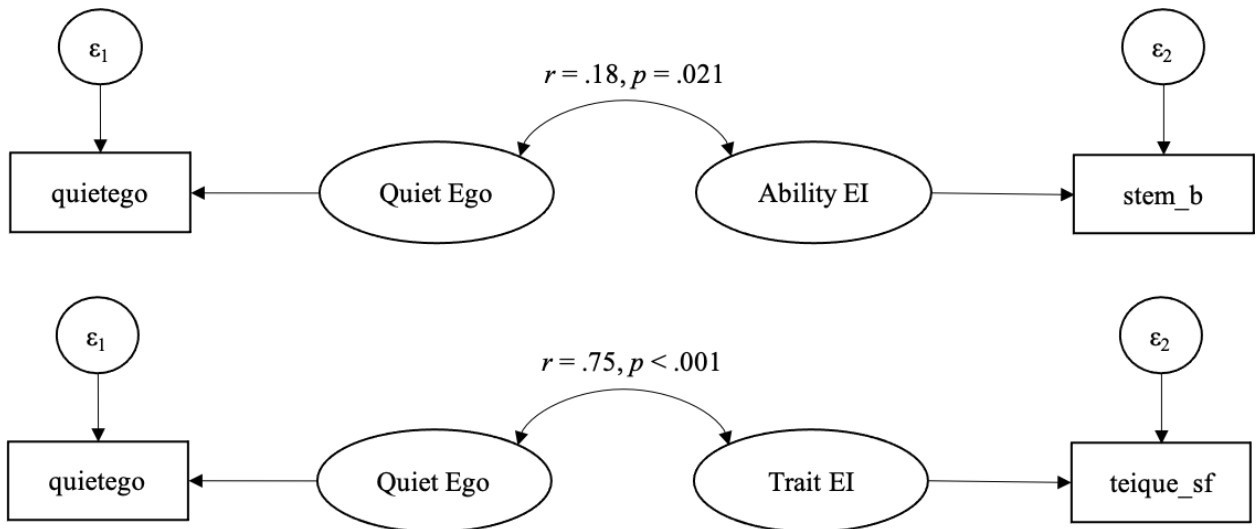 ε₁
ε₂
r = .18, p = .021
quietego
Quiet Ego
Ability EI
stem_b
ε₁
ε₂
r = .75, p < .001
quietego
Quiet Ego
Trait EI
teique_sf